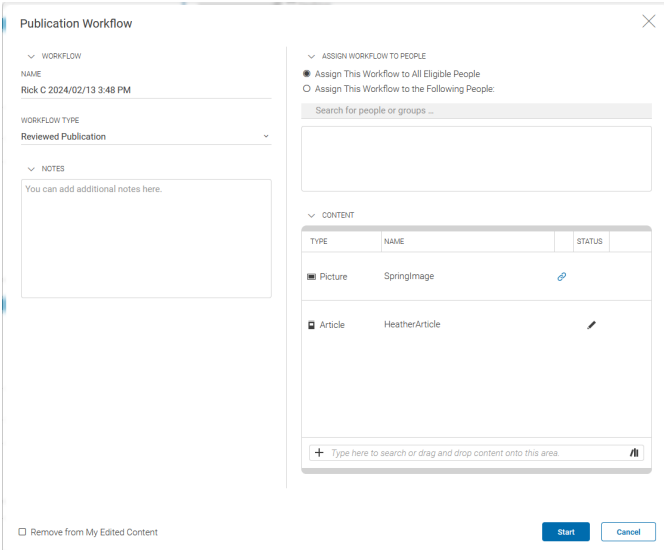 Publication Workflow
WORKFLOW
NAME
Rick C 2024/02/13 3:48 PM
WORKFLOW TYPE
Reviewed Publication
NOTES
You can add additional notes here.
ASSIGN WORKFLOW TO PEOPLE
Assign This Workflow to All Eligible People
Assign This Workflow to the Following People:
Search for people or groups ...
CONTENT
TYPE NAME STATUS
Picture SpringImage
Article HeatherArticle
Type here to search or drag and drop content onto this area.
Remove from My Edited Content
Start Cancel